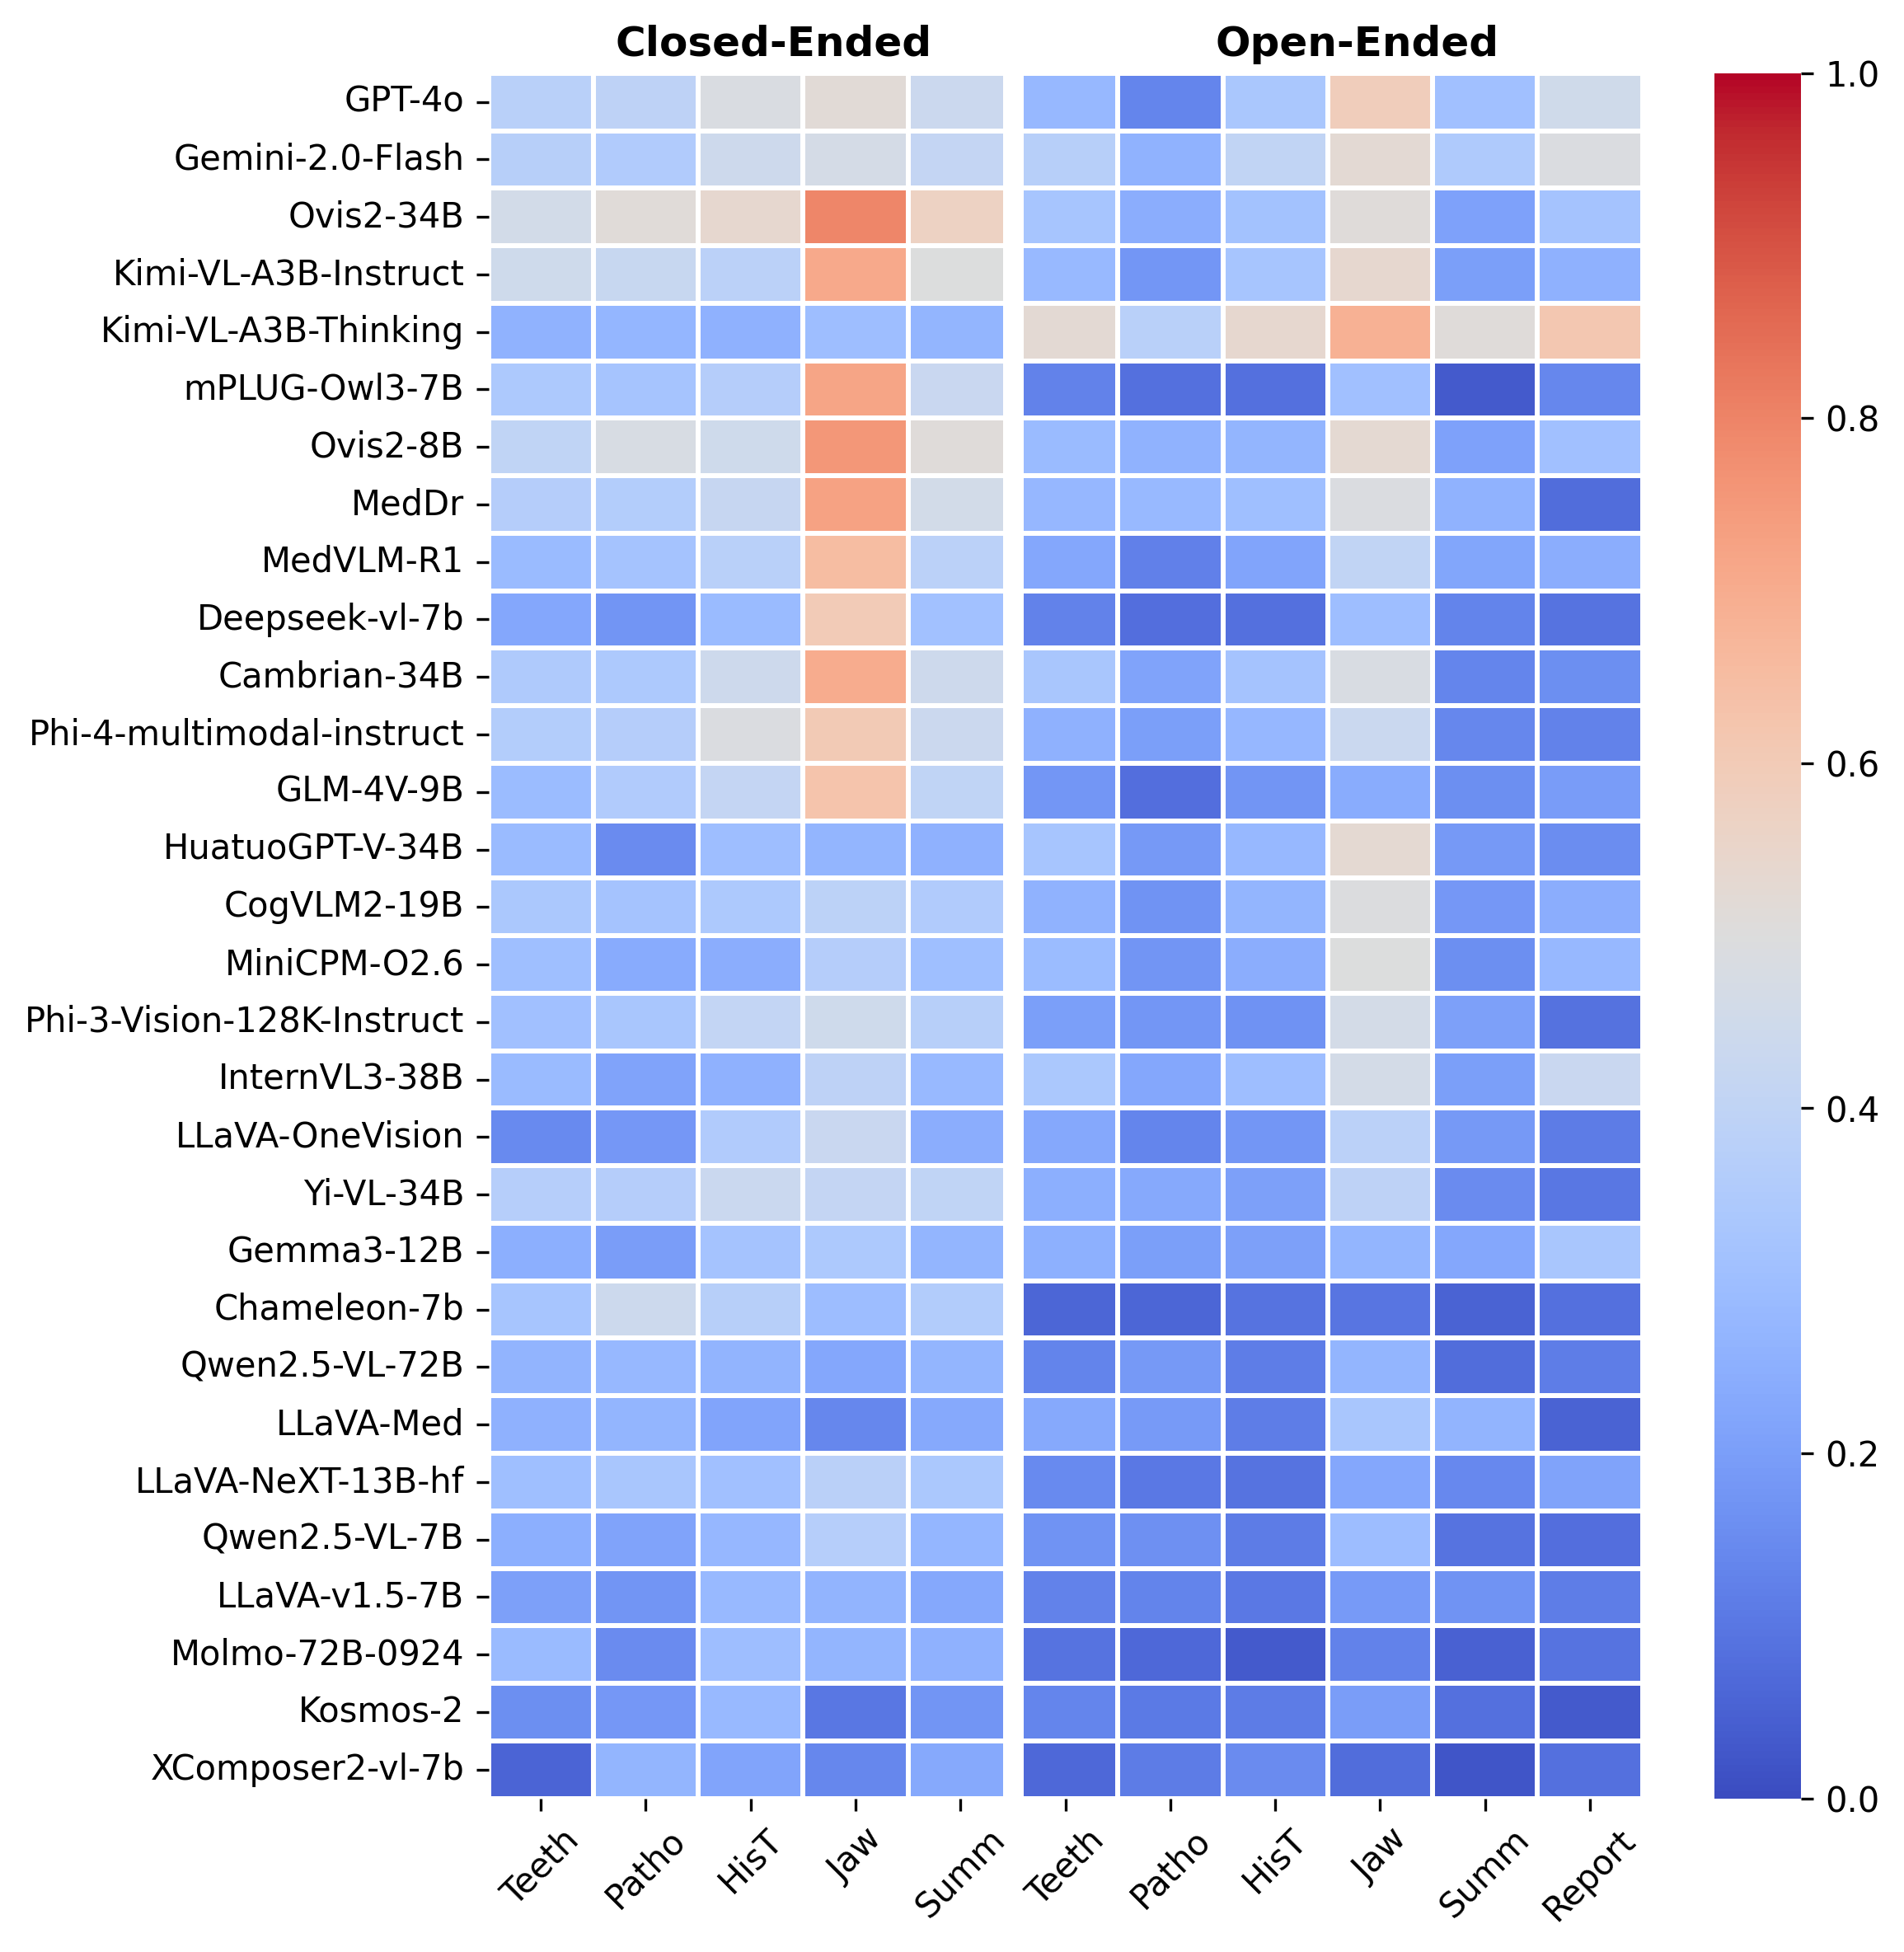 Closed-Ended
Open-Ended
GPT-4o
Gemini-2.0-Flash
Ovis2-34B
Kimi-VL-A3B-Instruct
Kimi-VL-A3B-Thinking
mPLUG-Owl3-7B
Ovis2-8B
MedDr
MedVLM-R1
Deepseek-vl-7b
Cambrian-34B
Phi-4-multimodal-instruct
GLM-4V-9B
HuatuoGPT-V-34B
CogVLM2-19B
MiniCPM-O2.6
Phi-3-Vision-128K-Instruct
InternVL3-38B
LLaVA-OneVision
Yi-VL-34B
Gemma3-12B
Chameleon-7b
Qwen2.5-VL-72B
LLaVA-Med
LLaVA-NeXT-13B-hf
Qwen2.5-VL-7B
LLaVA-v1.5-7B
Molmo-72B-0924
Kosmos-2
XComposer2-vl-7b
Teeth
Patho
HisT
Jaw
Summ
Teeth
Patho
HisT
Jaw
Summ
Report
1.0
0.8
0.6
0.4
0.2
0.0